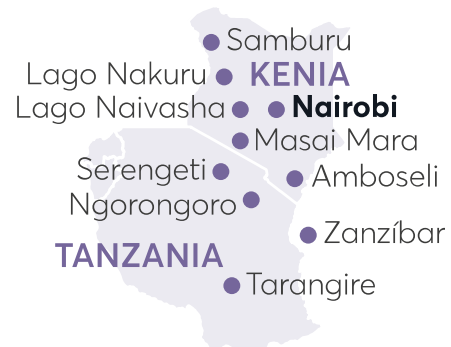 Samburu
Lago Nakuru
KENIA
Lago Naivasha
Nairobi
Masai Mara
Serengeti
Amboseli
Ngorongoro
Zanzíbar
TANZANIA
Tarangire